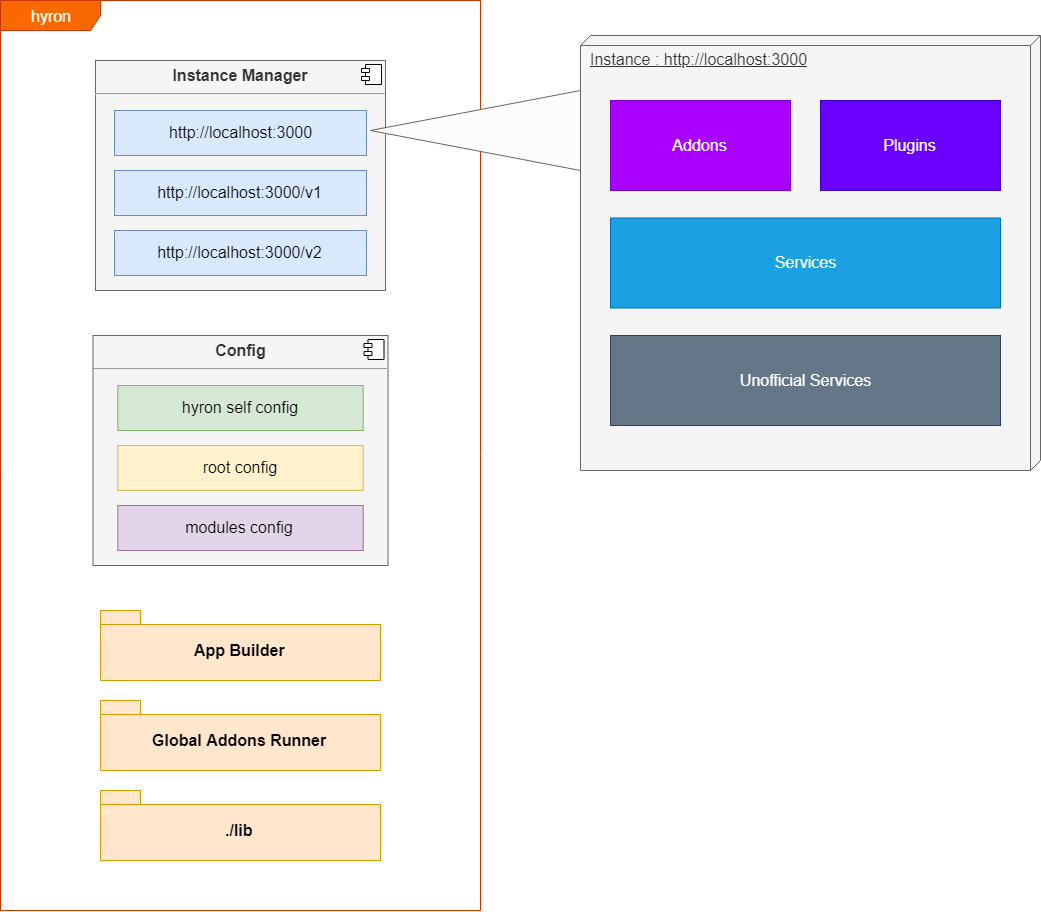 hyron
Instance Manager
http://localhost:3000
http://localhost:3000/v1
http://localhost:3000/v2
Config
hyron self config
root config
modules config
App Builder
Global Addons Runner
./lib
Instance : http://localhost:3000
Addons
Plugins
Services
Unofficial Services